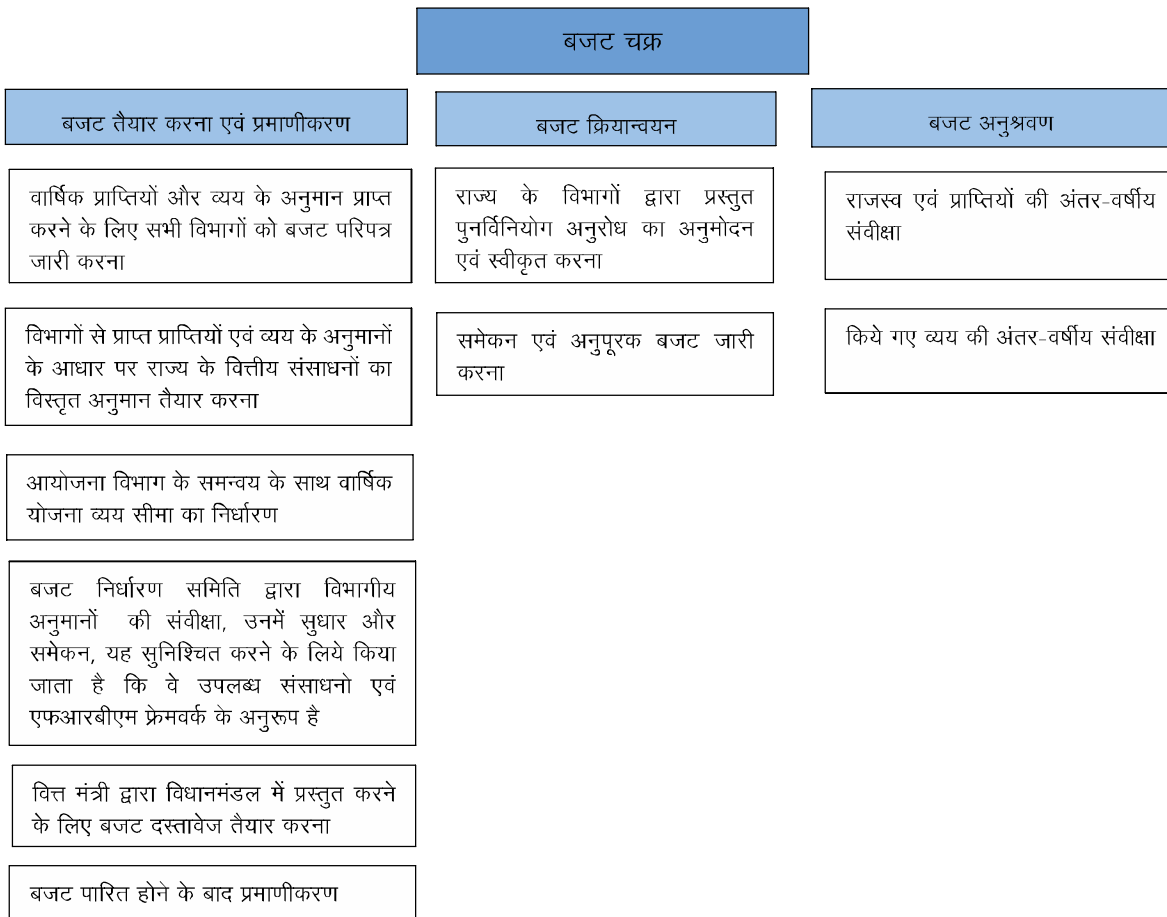 बजट चक्र
बजट तैयार करना एवं प्रमाणीकरण
वार्षिक प्राप्तियों और व्यय के अनुमान प्राप्त
करने के लिए सभी विभागों को बजट परिपत्र
जारी करना
विभागों से प्राप्त प्राप्तियों एवं व्यय के अनुमानों
के आधार पर राज्य के वित्तीय संसाधनों का
विस्तृत अनुमान तैयार करना
आयोजना विभाग के समन्वय के साथ वार्षिक
योजना व्यय सीमा का निर्धारण
बजट निर्धारण समिति द्वारा विभागीय
अनुमानों की संवीक्षा, उनमें सुधार और
समेकन, यह सुनिश्चित करने के लिये किया
जाता है कि वे उपलब्ध संसाधनो एवं
एफआरबीएम फ्रेमवर्क के अनुरूप है
वित्त मंत्री द्वारा विधानमंडल में प्रस्तुत करने
के लिए बजट दस्तावेज तैयार करना
बजट पारित होने के बाद प्रमाणीकरण
बजट क्रियान्वयन
राज्य के विभागों द्वारा प्रस्तुत
पुनर्विनियोग अनुरोध का अनुमोदन
एवं स्वीकृत करना
समेकन एवं अनुपूरक बजट जारी
करना
बजट अनुश्रवण
राजस्व एवं प्राप्तियों की अंतर-वर्षीय
संवीक्षा
किये गए व्यय की अंतर-वर्षीय संवीक्षा